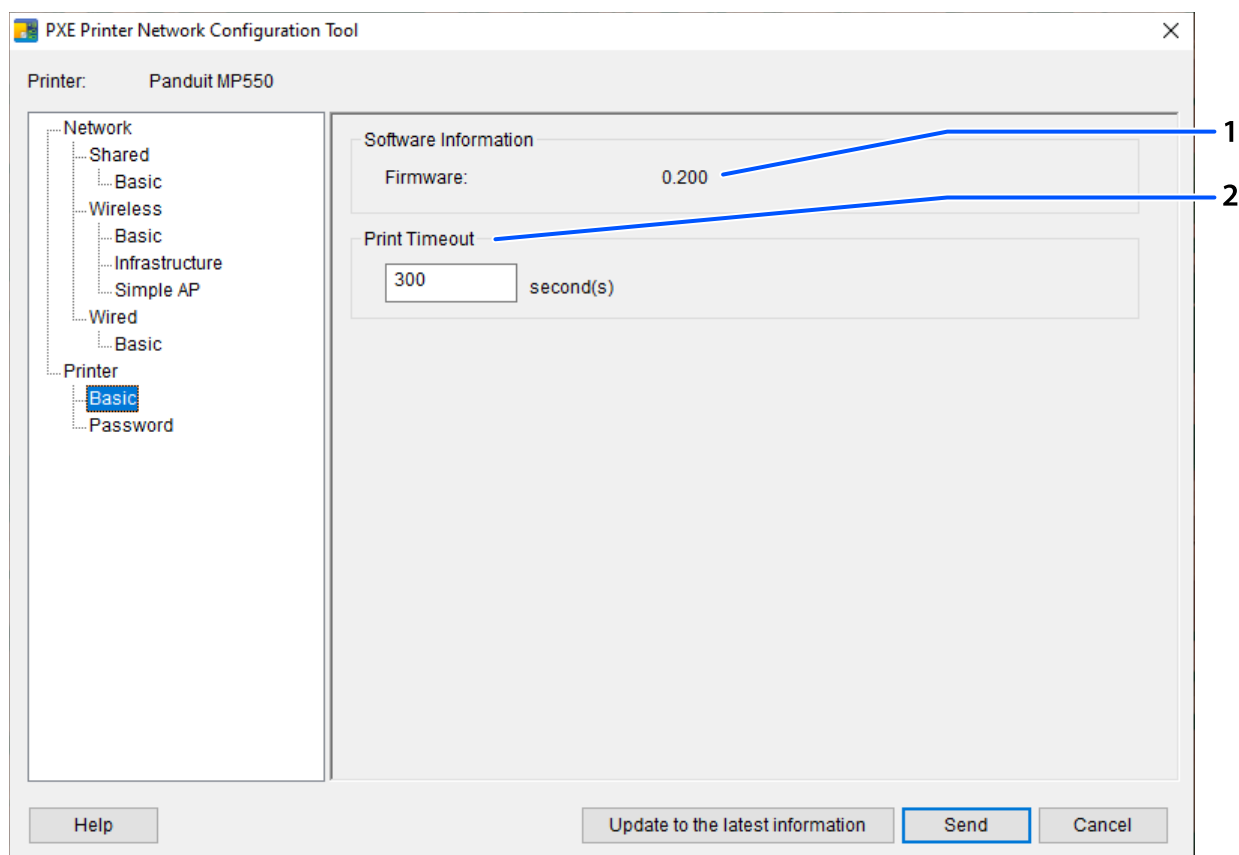 PXE Printer Network Configuration Tool
Printer: Panduit MP550
Network
Shared
Basic
Wireless
Basic
Infrastructure
Simple AP
Wired
Basic
Printer
Basic
Password
Software Information
Firmware: 0.200
1
2
Print Timeout
300 second(s)
Help
Update to the latest information
Send
Cancel